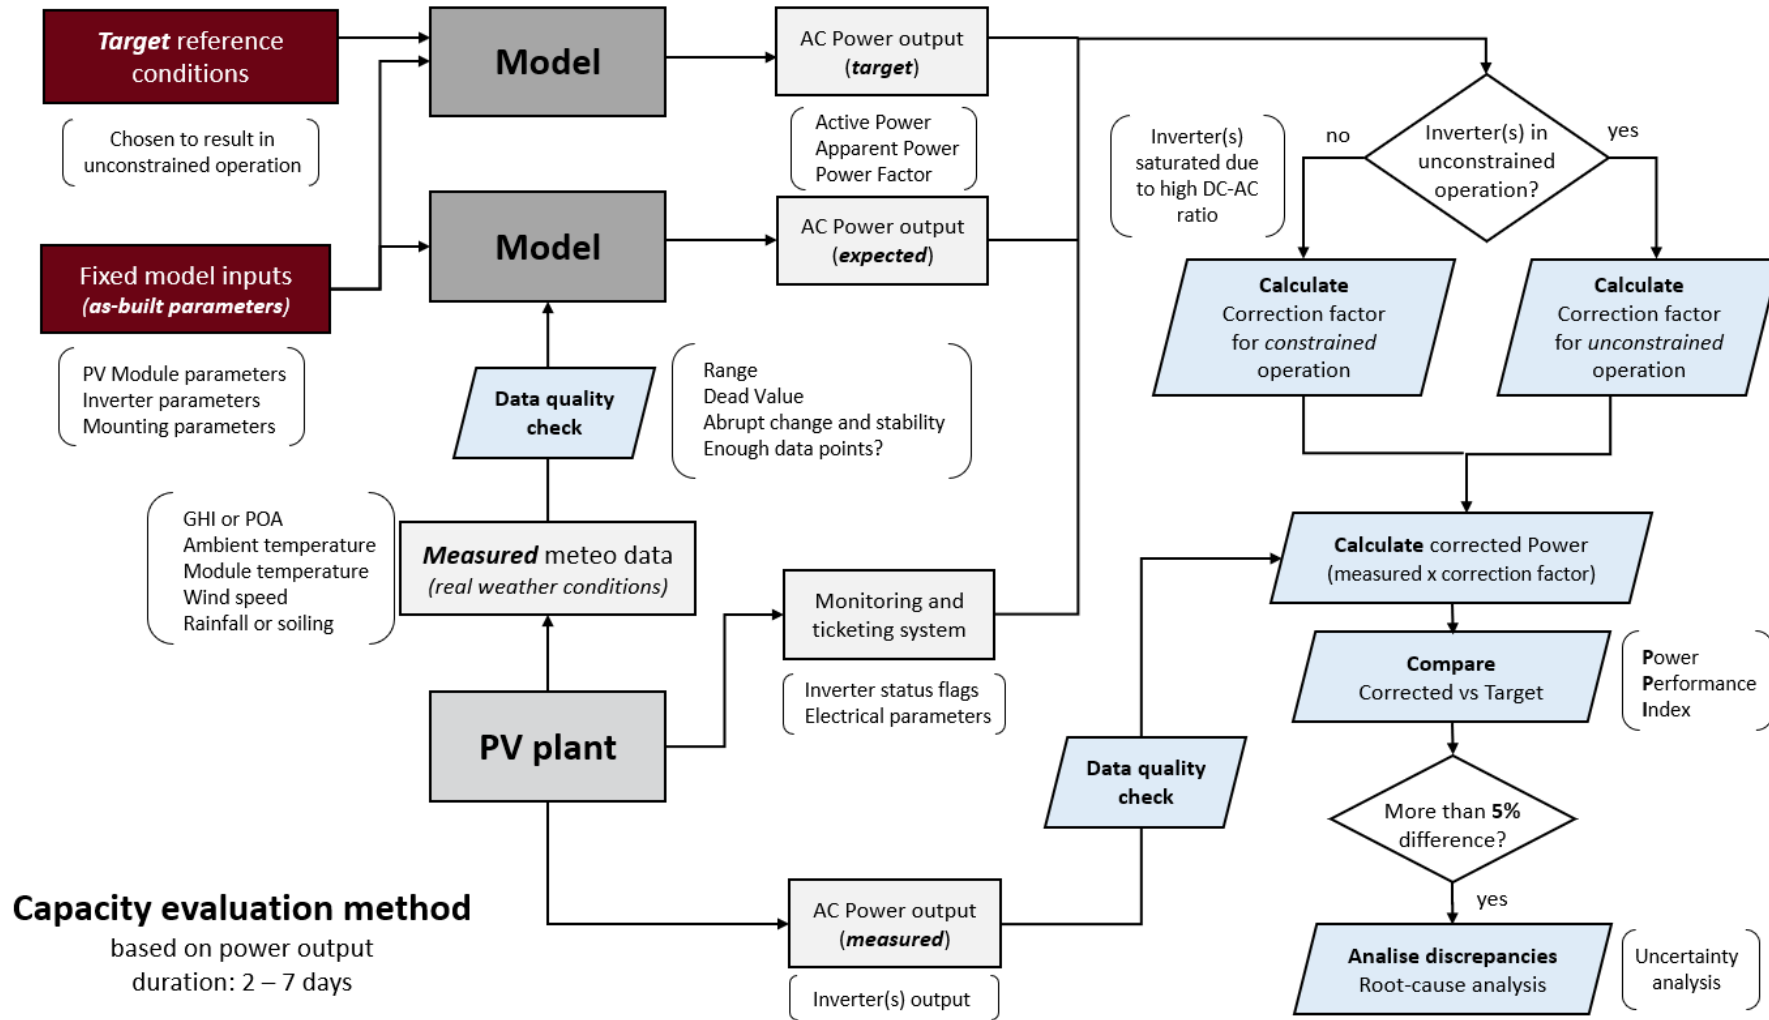 Target reference
conditions
Chosen to result in
unconstrained operation
Model
AC Power output
(target)
Active Power
Apparent Power
Power Factor
Fixed model inputs
(as-built parameters)
PV Module parameters
Inverter parameters
Mounting parameters
Model
AC Power output
(expected)
Data quality
check
Range
Dead Value
Abrupt change and stability
Enough data points?
GHI or POA
Ambient temperature
Module temperature
Wind speed
Rainfall or soiling
Measured meteo data
(real weather conditions)
Monitoring and
ticketing system
Inverter status flags
Electrical parameters
PV plant
AC Power output
(measured)
Inverter(s) output
Data quality
check
Inverter(s)
saturated due
to high DC-AC
ratio
no
Inverter(s) in
unconstrained
operation?
yes
Calculate
Correction factor
for constrained
operation
Calculate
Correction factor
for unconstrained
operation
Calculate corrected Power
(measured x correction factor)
Compare
Corrected vs Target
Power
Performance
Index
More than 5%
difference?
yes
Analise discrepancies
Root-cause analysis
Uncertainty
analysis
Capacity evaluation method
based on power output
duration: 2 – 7 days